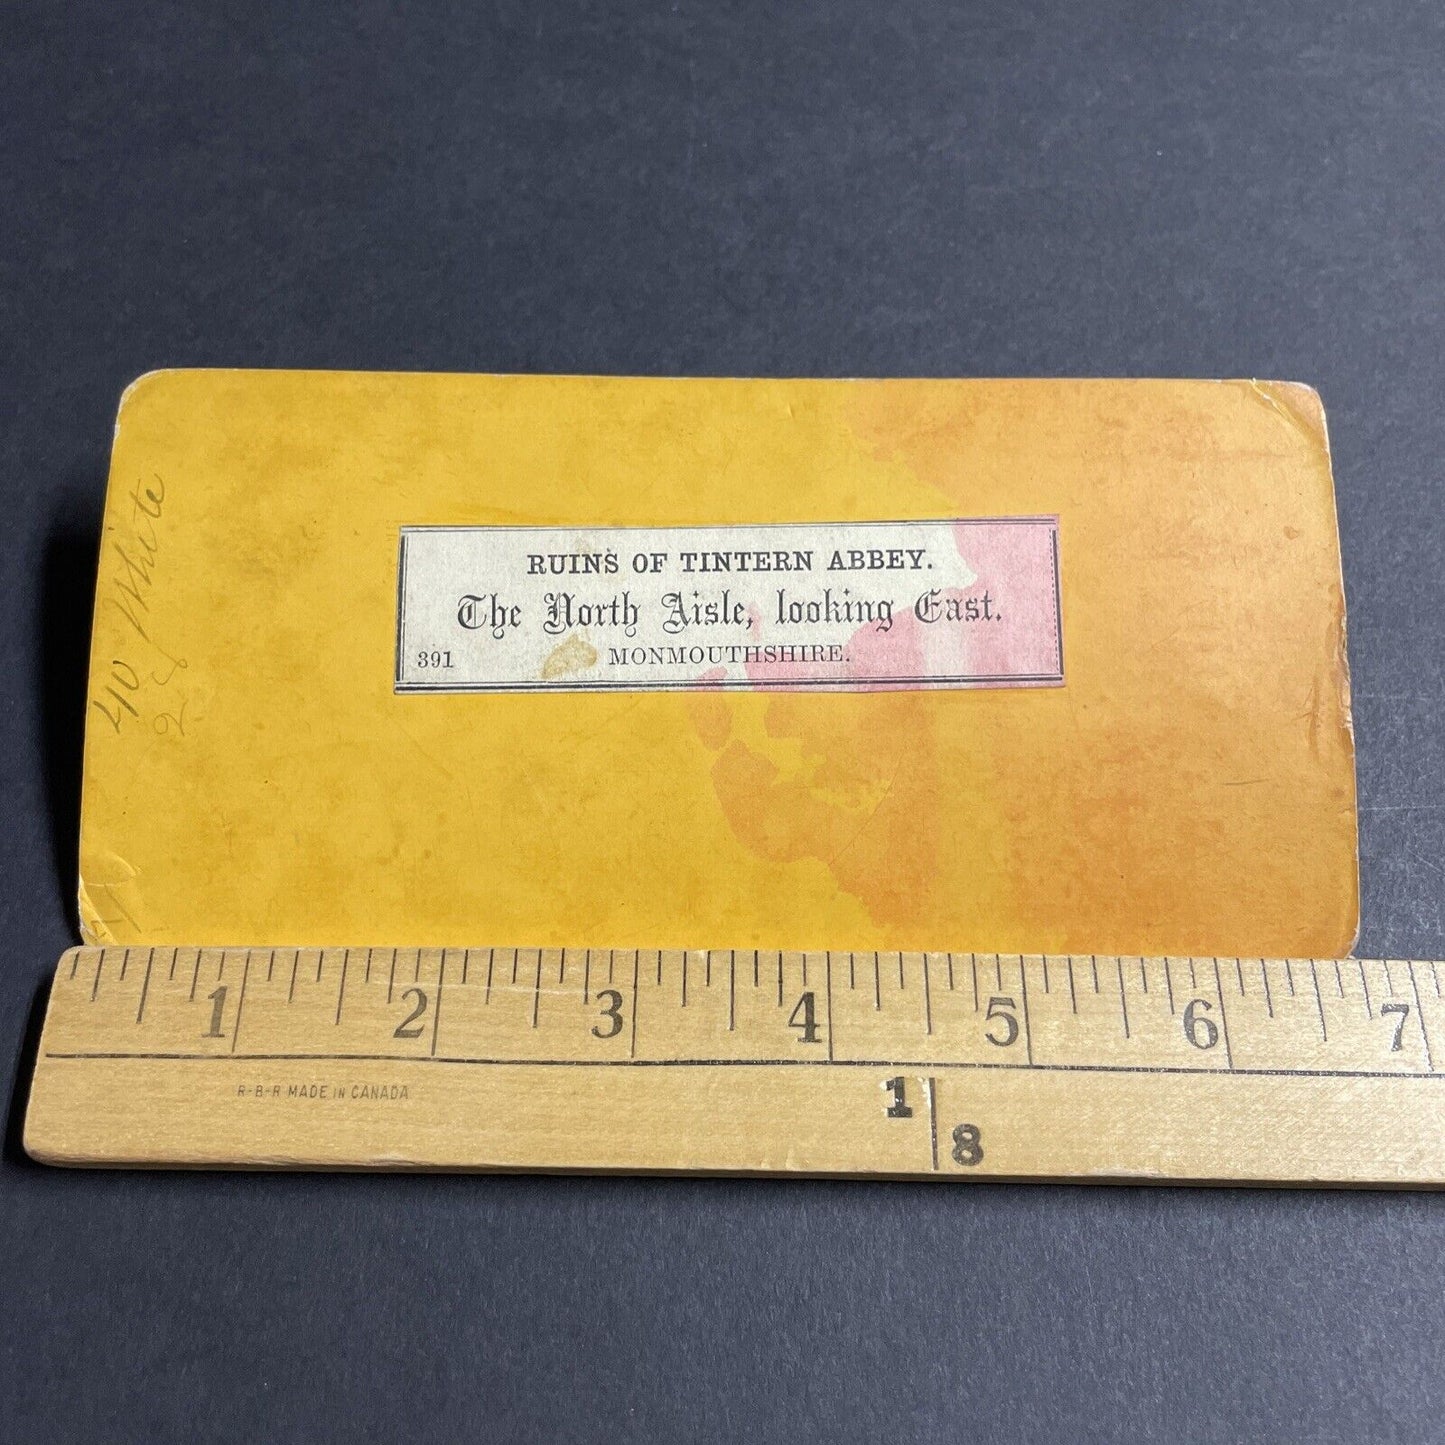 RUINS OF TINTERN ABBEY.
The North Aisle, looking East.
391 MONMOUTHSHIRE.
40 White
2
1 2 3 4 5 6 7
R-B-R MADE IN CANADA
1
8